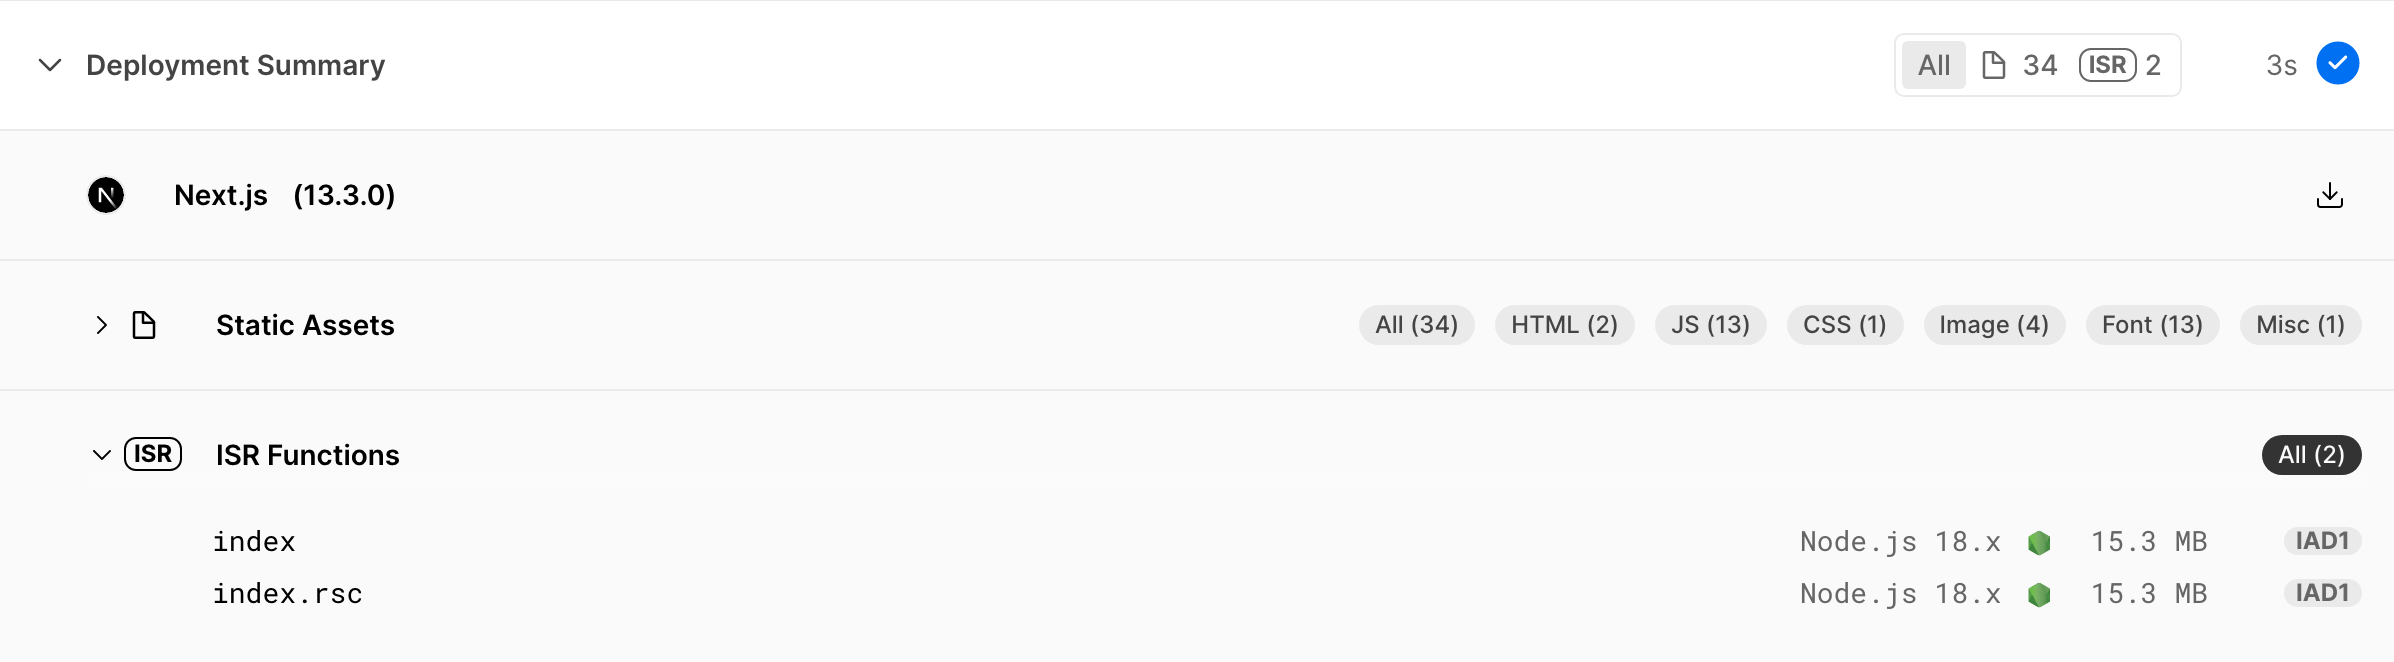 Deployment Summary All 34 ISR 2 3s
N Next.js (13.3.0)
Static Assets All (34) HTML (2) JS (13) CSS (1) Image (4) Font (13) Misc (1)
ISR ISR Functions All (2)
index Node.js 18.x 15.3 MB IAD1
index.rsc Node.js 18.x 15.3 MB IAD1